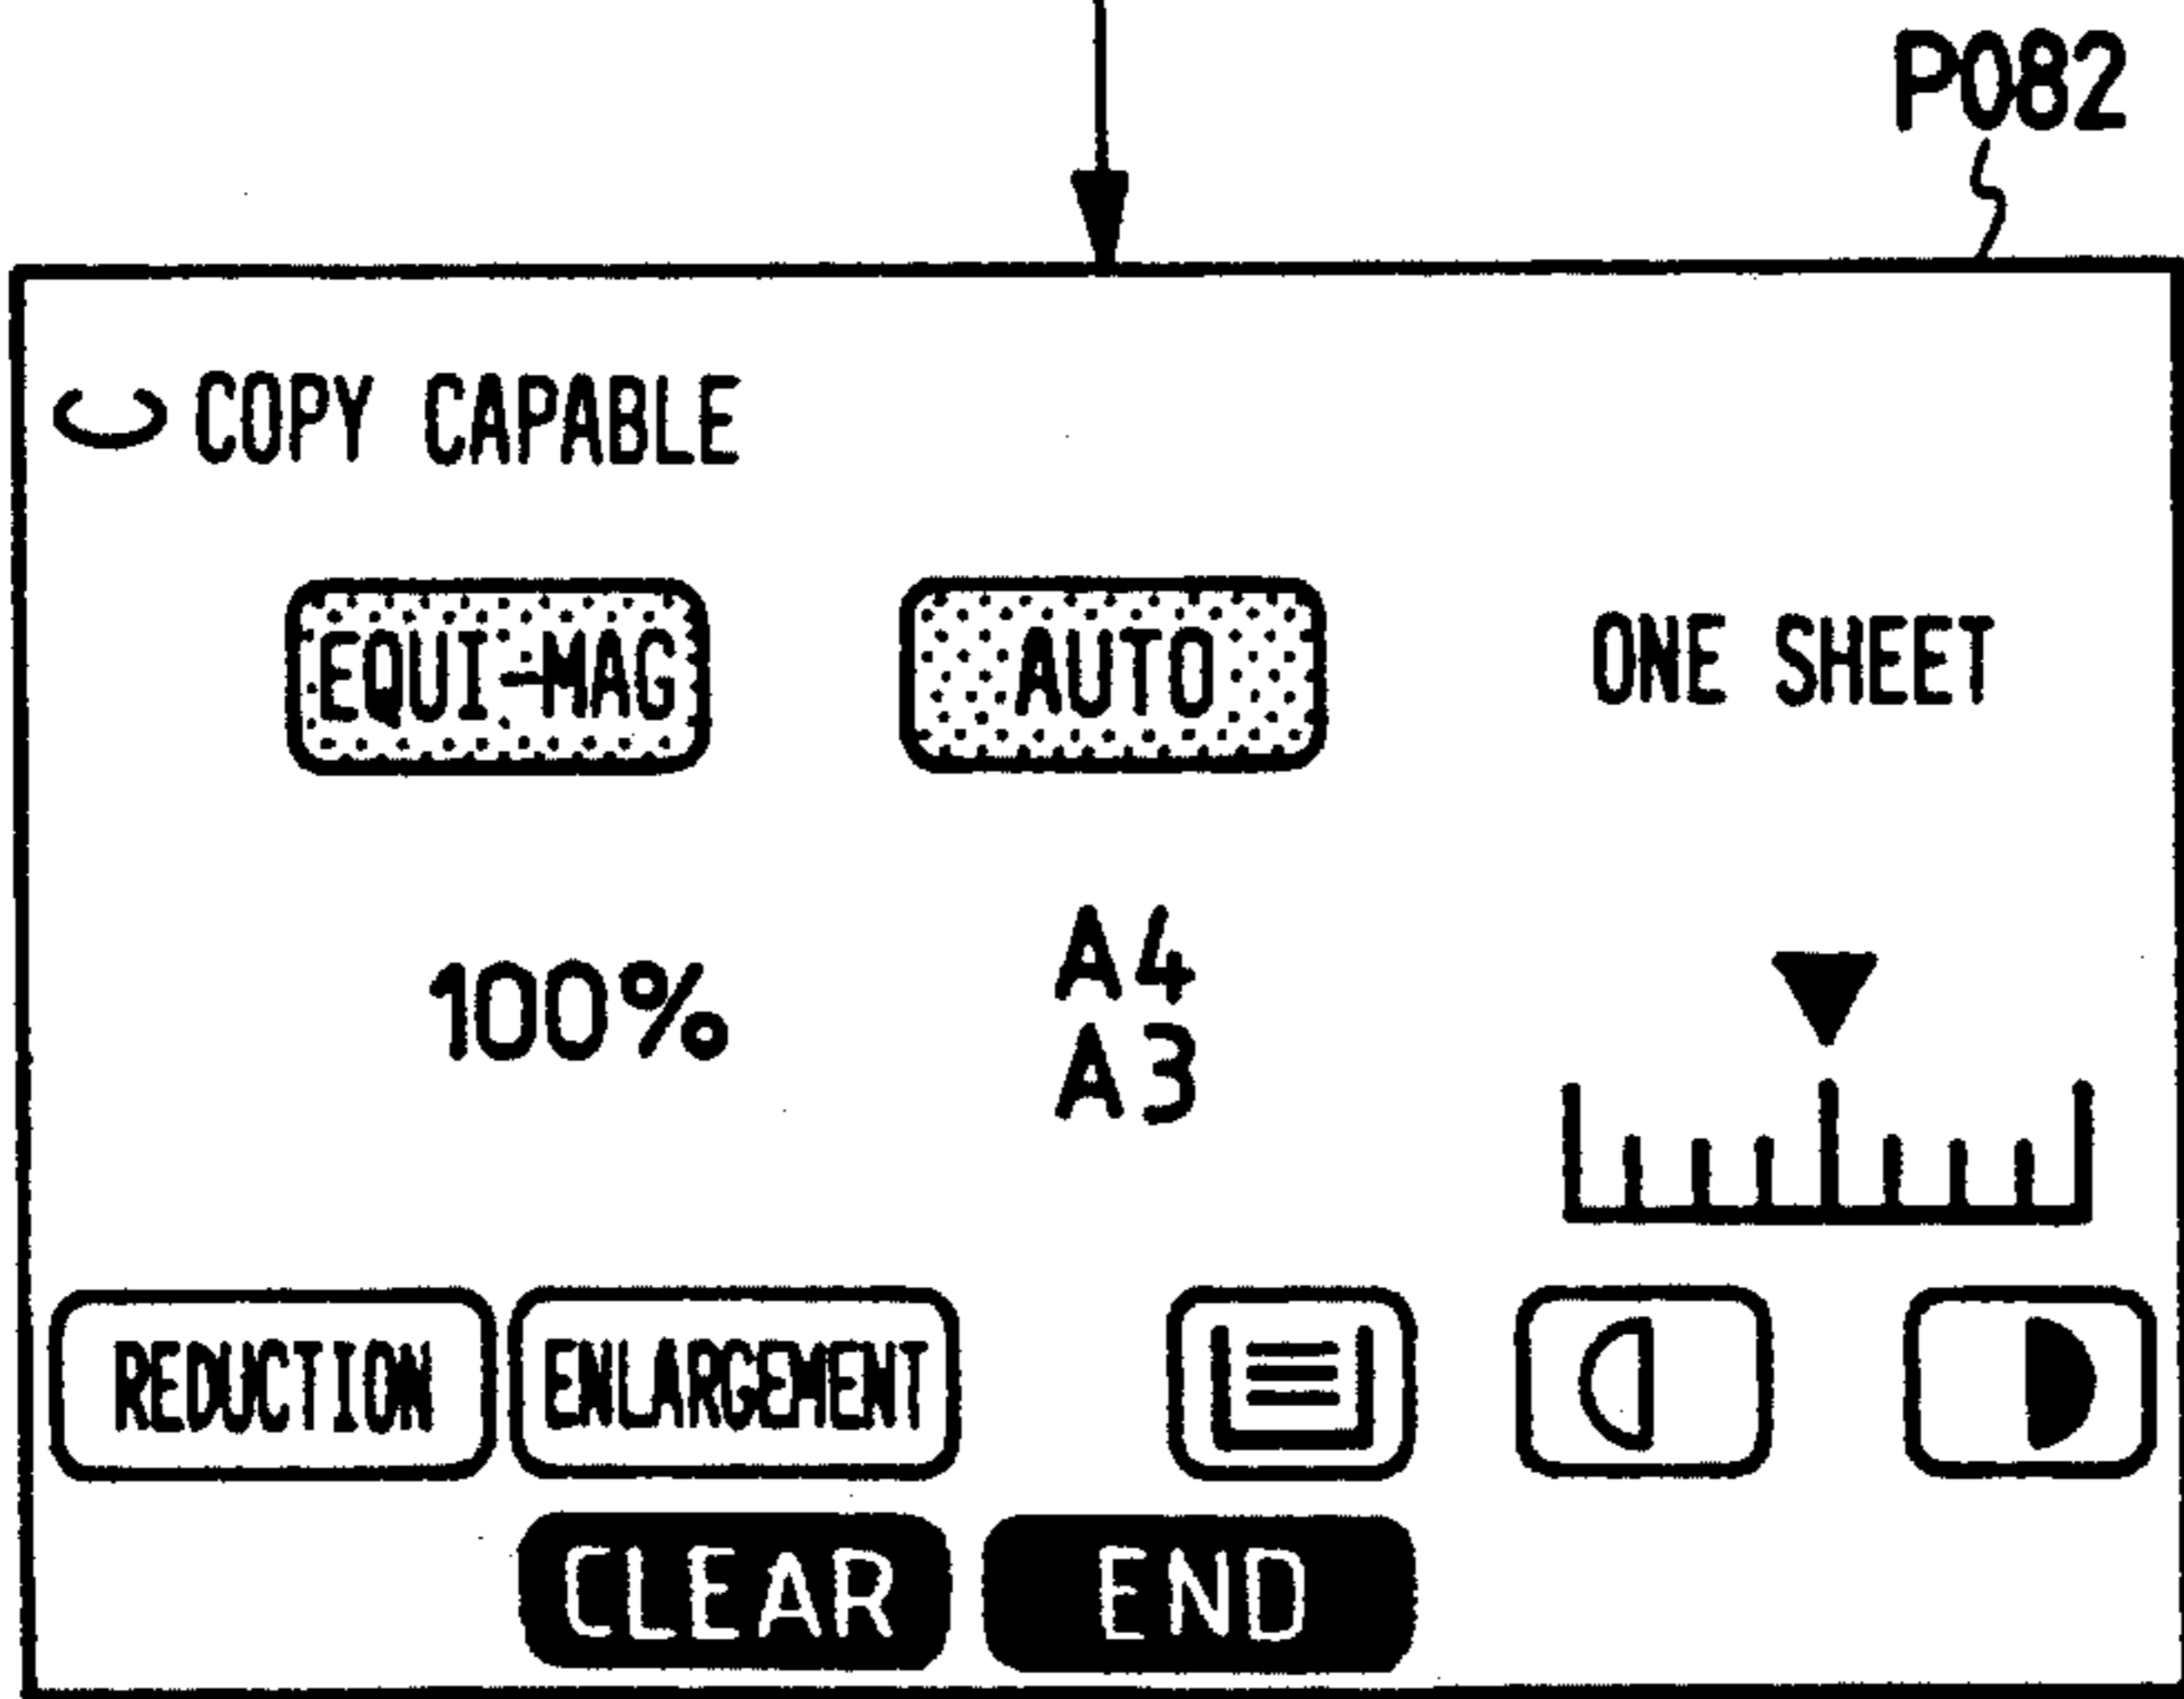 P082
COPY CAPABLE
EQUI-MAG AUTO ONE SHEET
100% A4
A3
REDUCTION ENLARGEMENT
CLEAR END